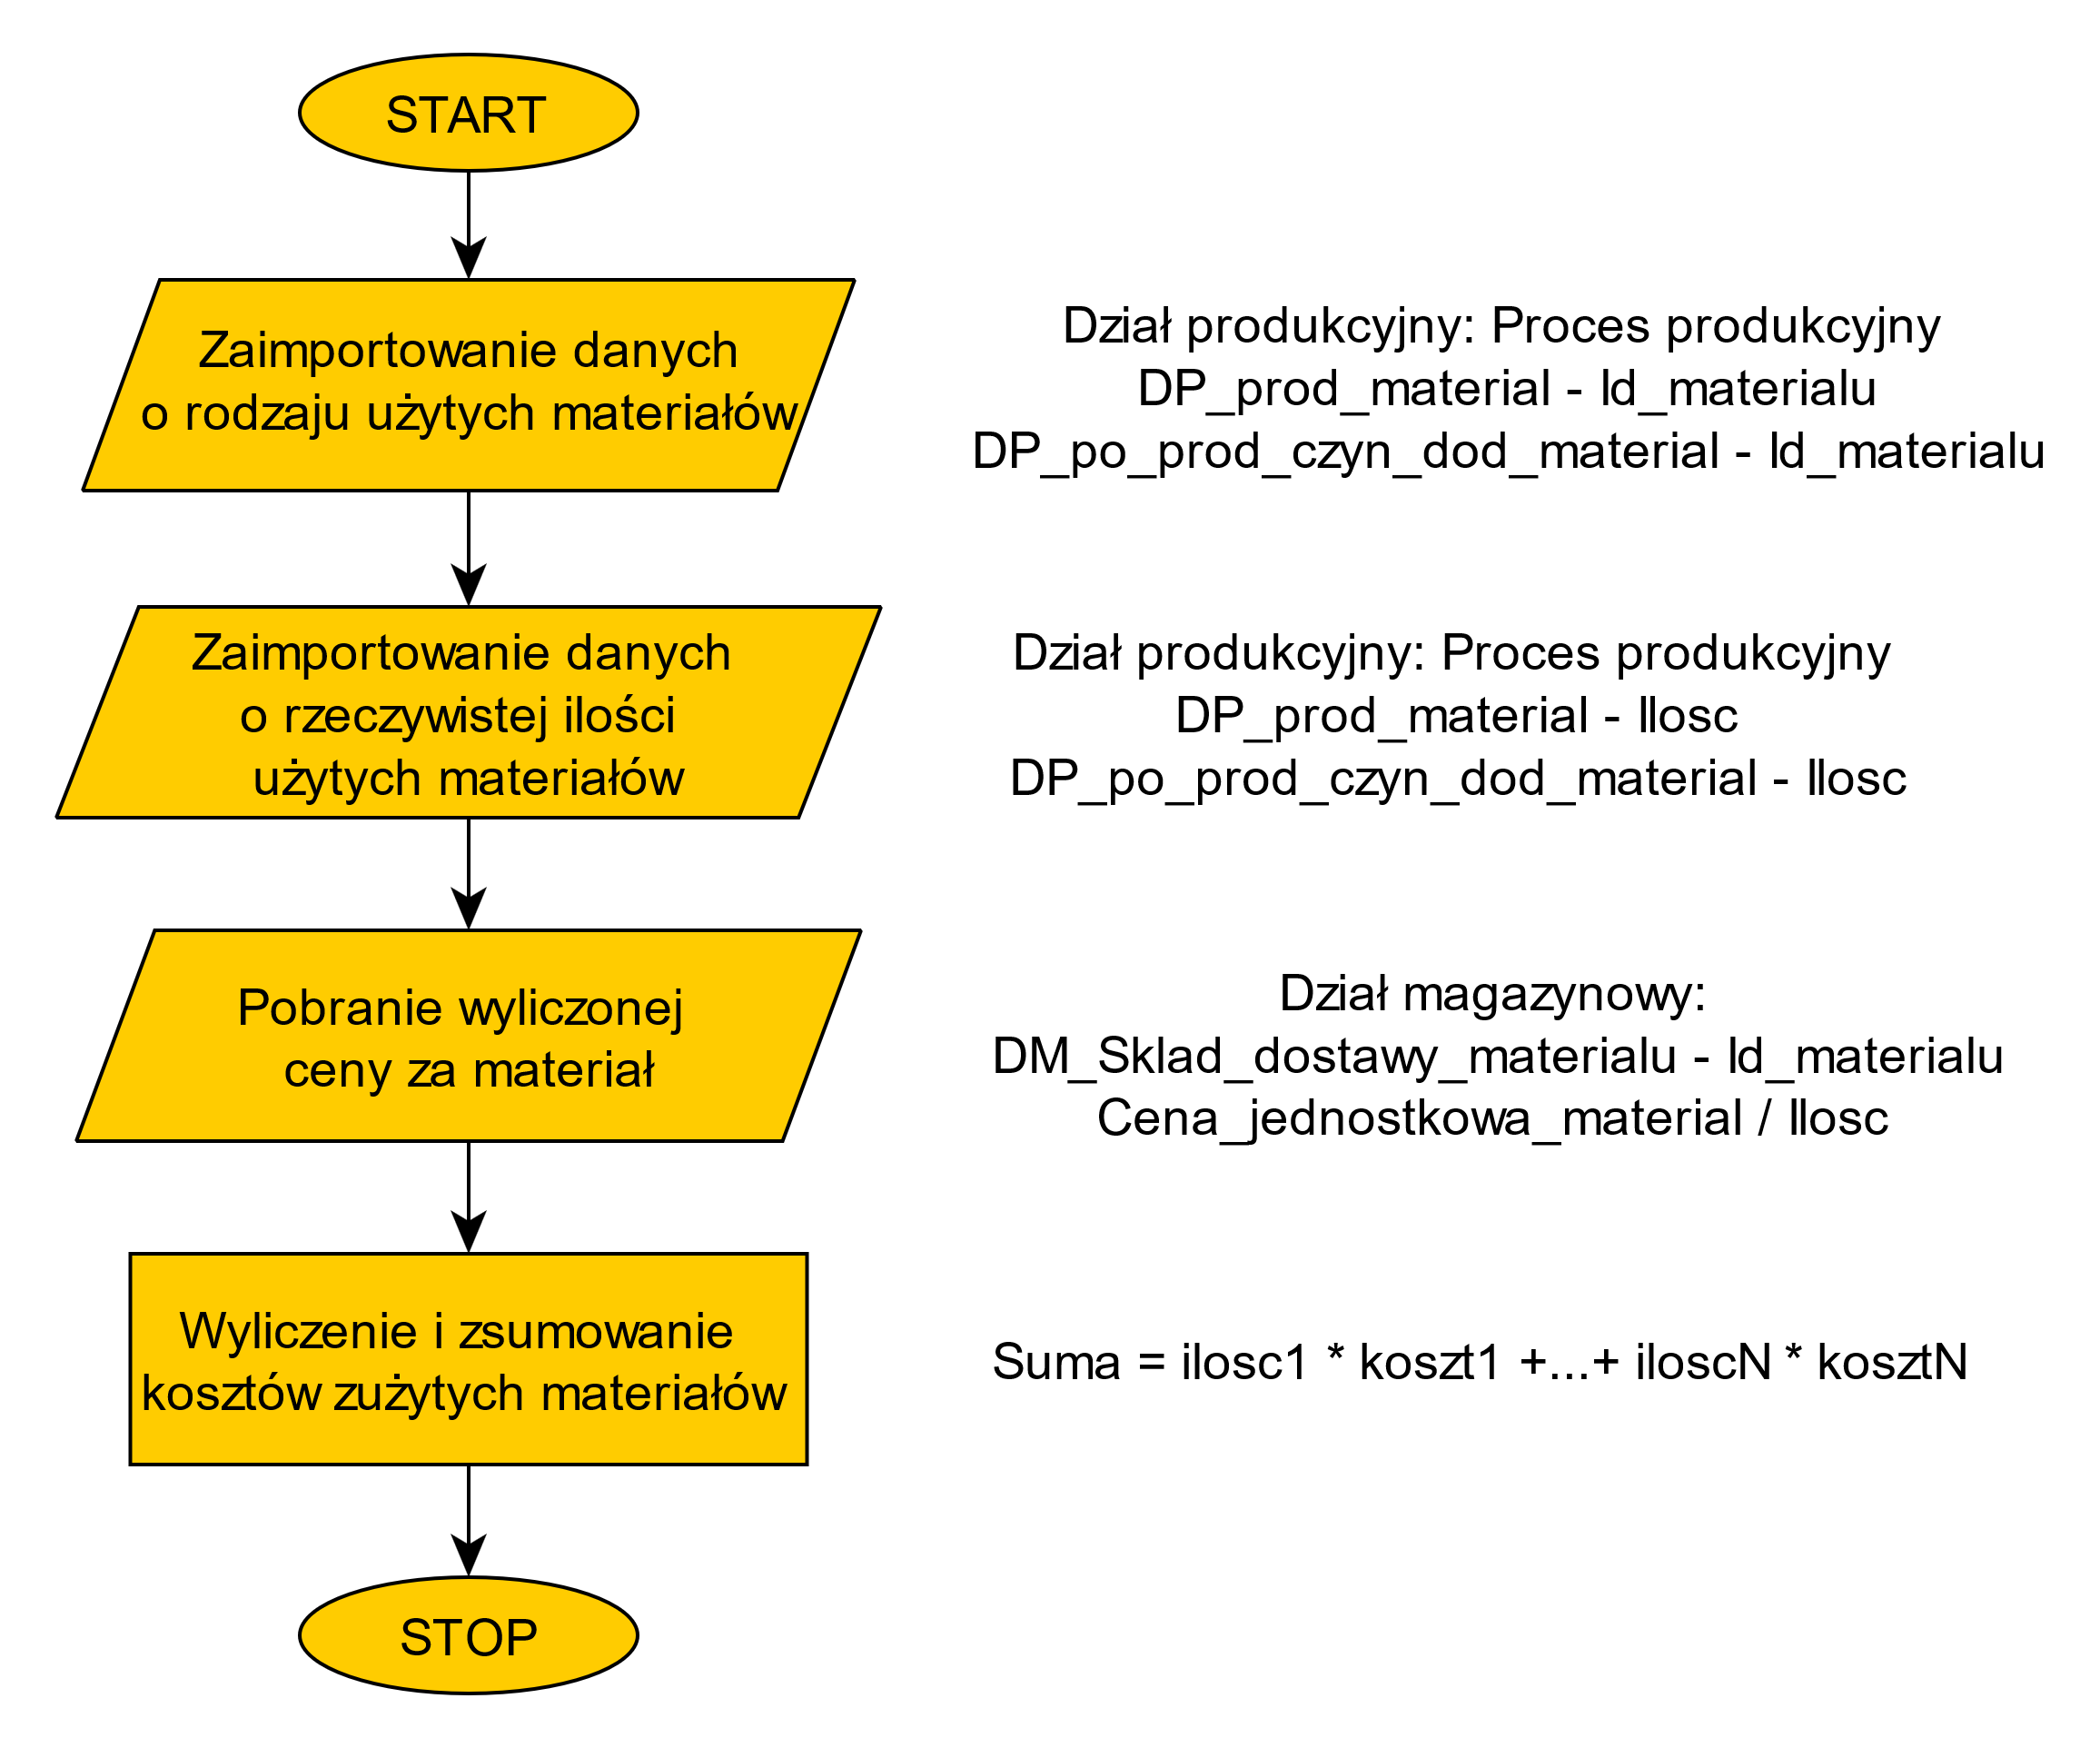 START
Zaimportowanie danych
o rodzaju użytych materiałów
Dział produkcyjny: Proces produkcyjny
DP_prod_material - Id_materialu
DP_po_prod_czyn_dod_material - Id_materialu
Zaimportowanie danych
o rzeczywistej ilości
użytych materiałów
Dział produkcyjny: Proces produkcyjny
DP_prod_material - Ilosc
DP_po_prod_czyn_dod_material - Ilosc
Pobranie wyliczonej
ceny za materiał
Dział magazynowy:
DM_Sklad_dostawy_materialu - Id_materialu
Cena_jednostkowa_material / Ilosc
Wyliczenie i zsumowanie
kosztów zużytych materiałów
Suma = ilosc1 * koszt1 +...+ iloscN * kosztN
STOP